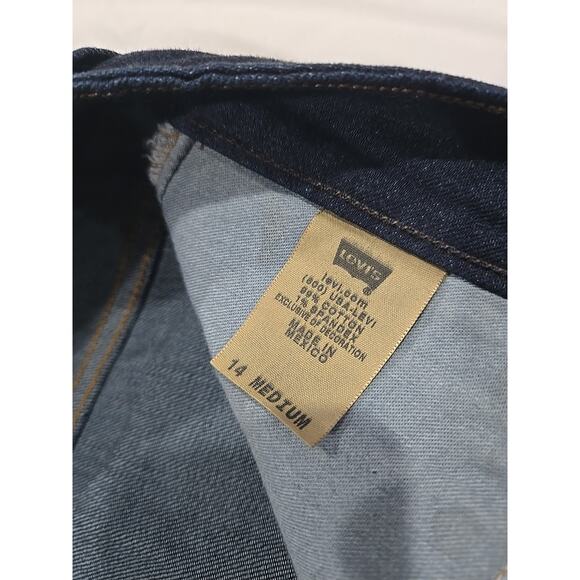 LEVI'S
®
levi.com
(800) USA-LEVI
99% COTTON
1% SPANDEX
EXCLUSIVE OF DECORATION
MADE IN
MEXICO
14 MEDIUM